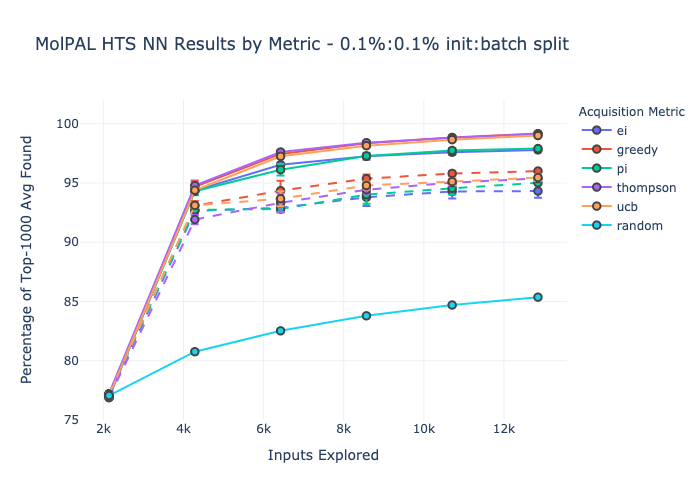 MolPAL HTS NN Results by Metric - 0.1%:0.1% init:batch split
Acquisition Metric
ei
greedy
pi
thompson
ucb
random
Percentage of Top-1000 Avg Found
100
95
90
85
80
75
2k
4k
6k
8k
10k
12k
Inputs Explored